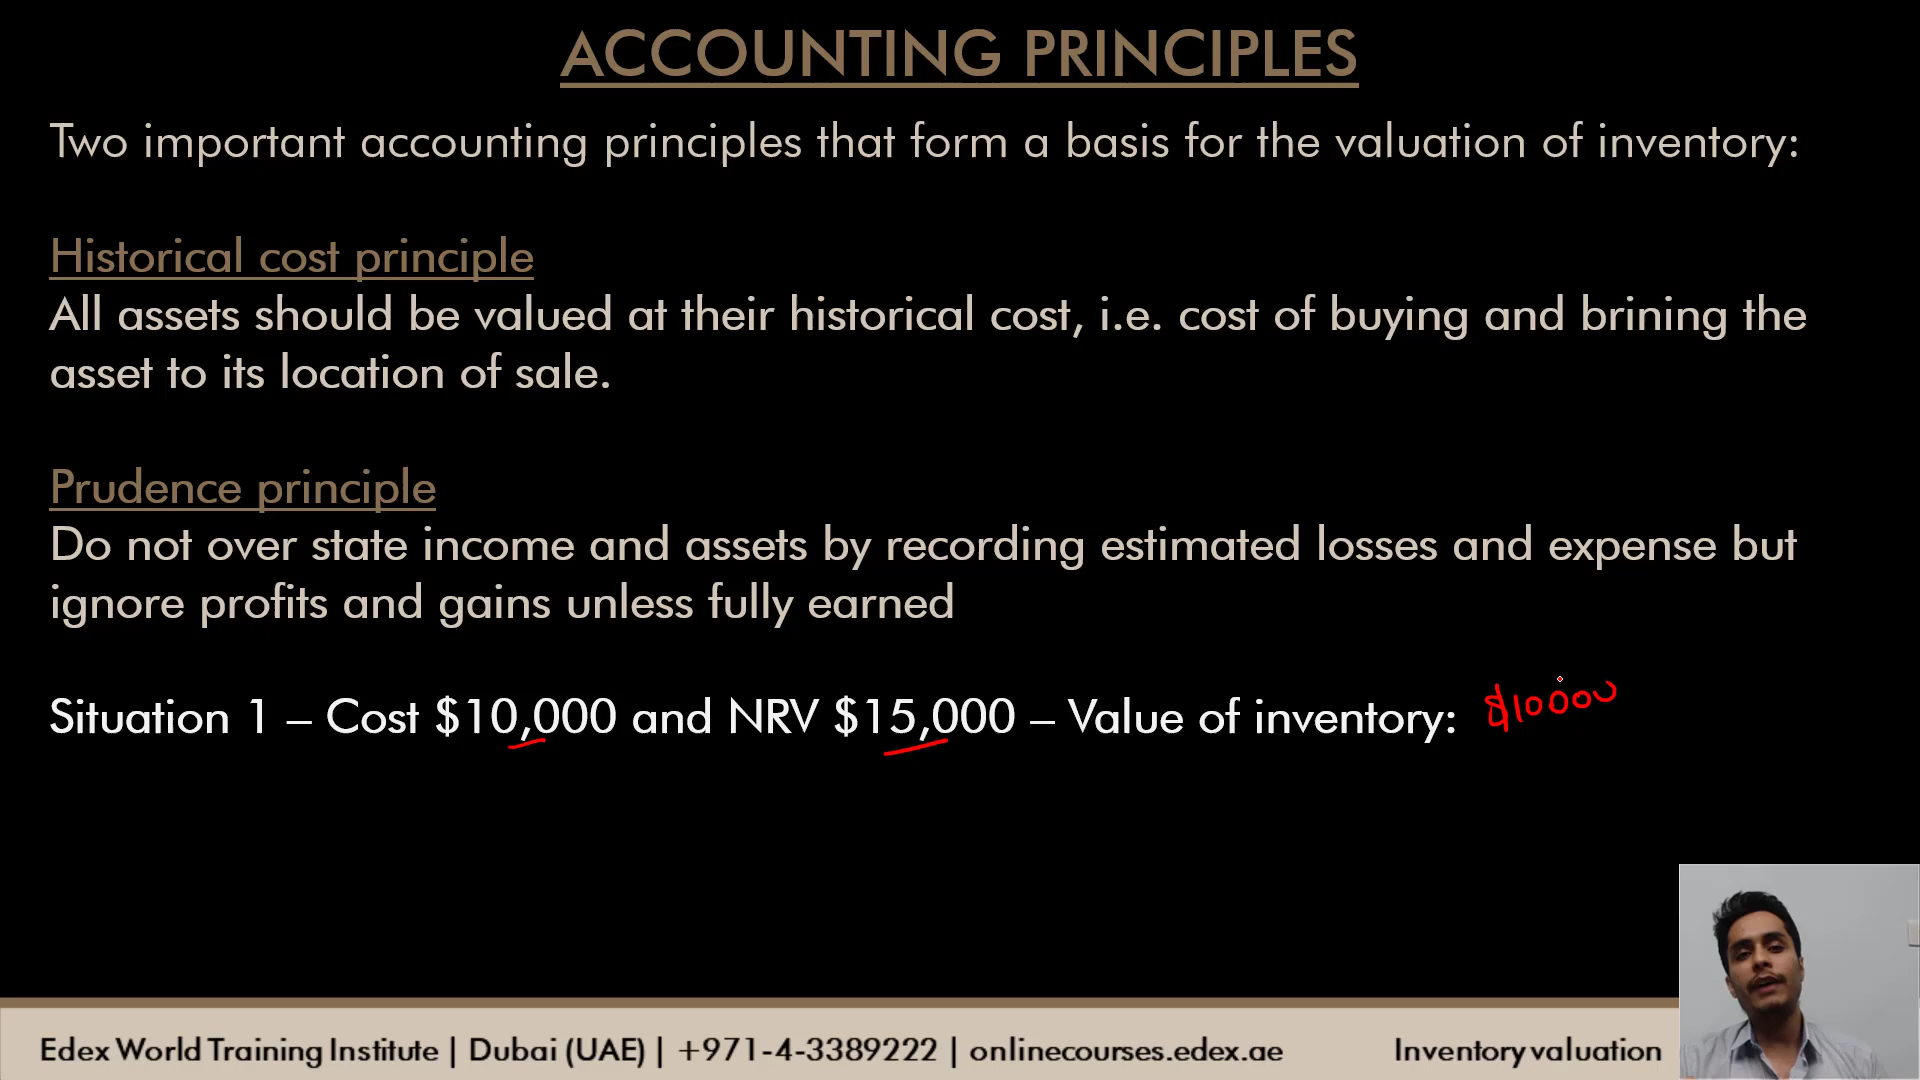 ACCOUNTING PRINCIPLES
Two important accounting principles that form a basis for the valuation of inventory:
Historical cost principle
All assets should be valued at their historical cost, i.e. cost of buying and brining the
asset to its location of sale.
Prudence principle
Do not over state income and assets by recording estimated losses and expense but
ignore profits and gains unless fully earned
Situation 1 – Cost $10,000 and NRV $15,000 – Value of inventory: $10000
Edex World Training Institute | Dubai (UAE) | +971-4-3389222 | onlinecourses.edex.ae Inventory valuation